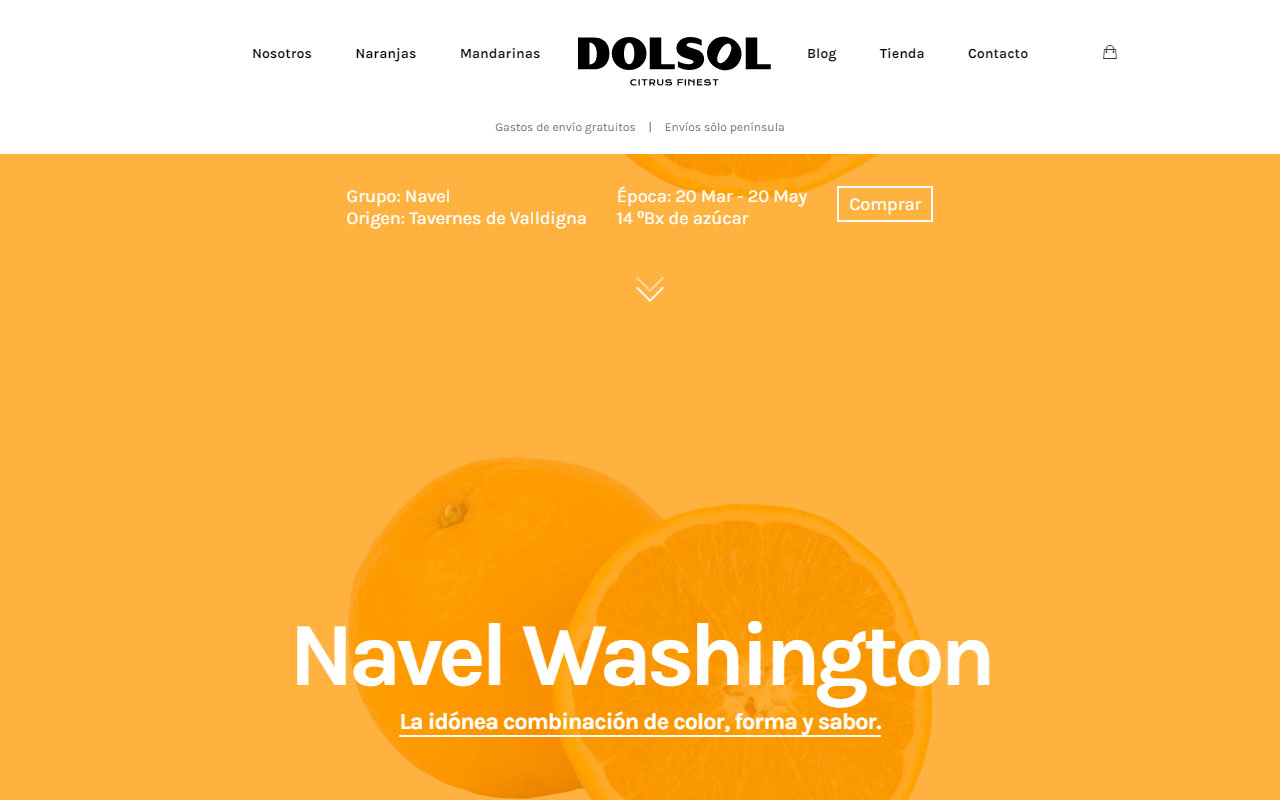 Nosotros
Naranjas
Mandarinas
DOLSOL
CITRUS FINEST
Blog
Tienda
Contacto
Gastos de envío gratuitos | Envíos sólo península
Grupo: Navel
Origen: Tavernes de Valldigna
Época: 20 Mar - 20 May
14 ºBx de azúcar
Comprar
Navel Washington
La idónea combinación de color, forma y sabor.